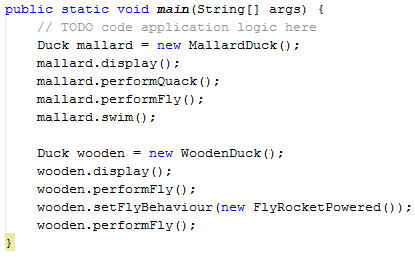 public static void main(String[] args) {
// TODO code application logic here
Duck mallard = new MallardDuck();
mallard.display();
mallard.performQuack();
mallard.performFly();
mallard.swim();
Duck wooden = new WoodenDuck();
wooden.display();
wooden.performFly();
wooden.setFlyBehaviour(new FlyRocketPowered());
wooden.performFly();
}